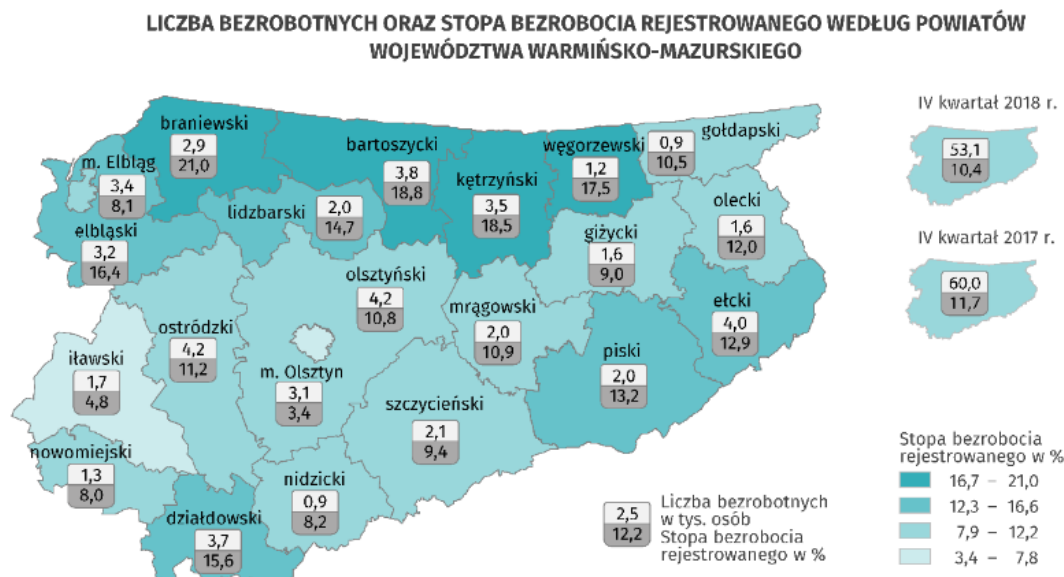 LICZBA BEZROBOTNYCH ORAZ STOPA BEZROBOCIA REJESTROWANEGO WEDŁUG POWIATÓW
WOJEWÓDZTWA WARMIŃSKO-MAZURSKIEGO
IV kwartał 2018 r.
53,1
10,4
IV kwartał 2017 r.
60,0
11,7
braniewski
2,9
21,0
bartoszycki
3,8
18,8
węgorzewski
1,2
17,5
gołdapski
0,9
10,5
m. Elbląg
3,4
8,1
kętrzyński
3,5
18,5
lidzbarski
2,0
14,7
olecki
1,6
12,0
elbląski
3,2
16,4
giżycki
1,6
9,0
olsztyński
4,2
10,8
mrągowski
2,0
10,9
ełcki
4,0
12,9
ostródzki
4,2
11,2
iławski
1,7
4,8
piski
2,0
13,2
m. Olsztyn
3,1
3,4
szczycieński
2,1
9,4
nowomiejski
1,3
8,0
nidzicki
0,9
8,2
działdowski
3,7
15,6
2,5
12,2
Liczba bezrobotnych
w tys. osób
Stopa bezrobocia
rejestrowanego w %
Stopa bezrobocia
rejestrowanego w %
16,7 – 21,0
12,3 – 16,6
7,9 – 12,2
3,4 – 7,8